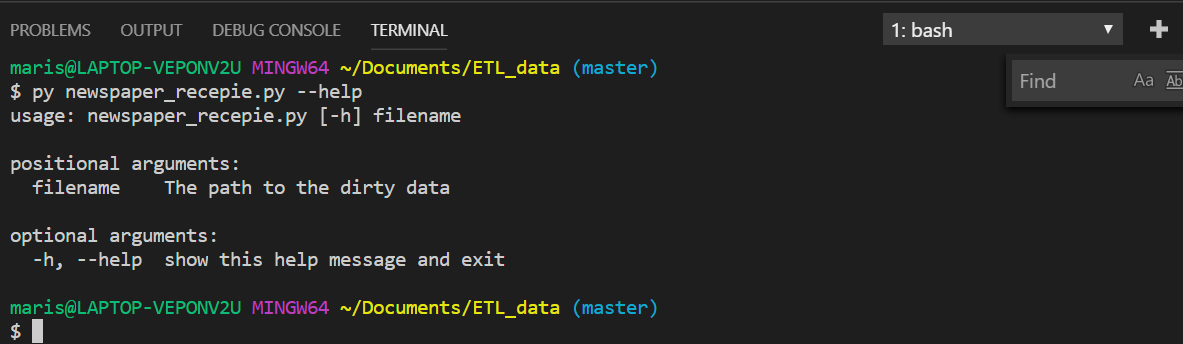 PROBLEMS OUTPUT DEBUG CONSOLE TERMINAL 1: bash
maris@LAPTOP-VEPONV2U MINGW64 ~/Documents/ETL_data (master)
Find Aa Ab
$ py newspaper_recepie.py --help
usage: newspaper_recepie.py [-h] filename
positional arguments:
filename The path to the dirty data
optional arguments:
-h, --help show this help message and exit
maris@LAPTOP-VEPONV2U MINGW64 ~/Documents/ETL_data (master)
$